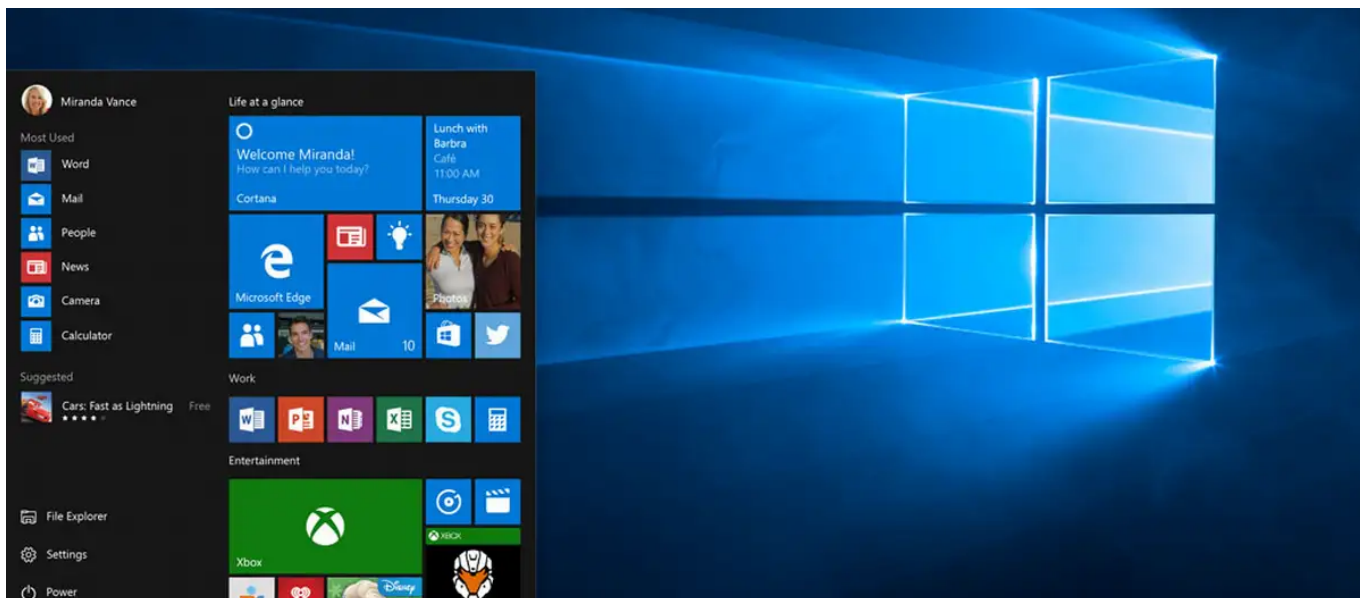 Miranda Vance
Most Used
Word
Mail
People
News
Camera
Calculator
Suggested
Cars: Fast as Lightning Free
File Explorer
Settings
Power
Life at a glance
Welcome Miranda!
How can I help you today?
Cortana
Lunch with
Barbra
Café
11:00 AM
Thursday 30
Microsoft Edge
Photos
Mail 10
Work
Entertainment
Xbox
XBOX
Disney